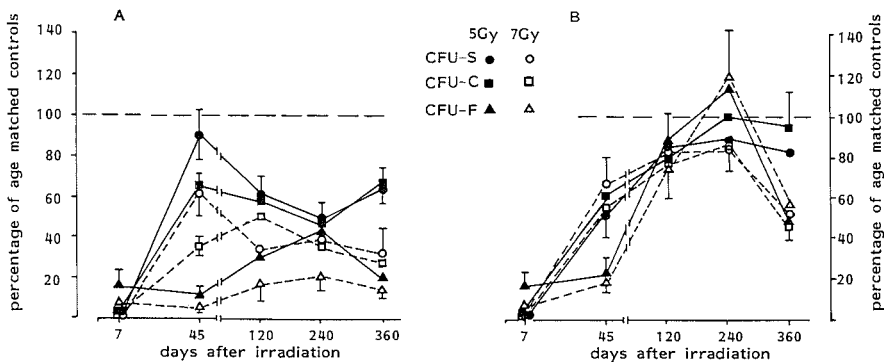 A
percentage of age matched controls
140
120
100
80
60
40
20
7 45 120 240 360
days after irradiation
5Gy 7Gy
CFU-S
CFU-C
CFU-F
B
140
120
100
80
60
40
20
percentage of age matched controls
7 45 120 240 360
days after irradiation